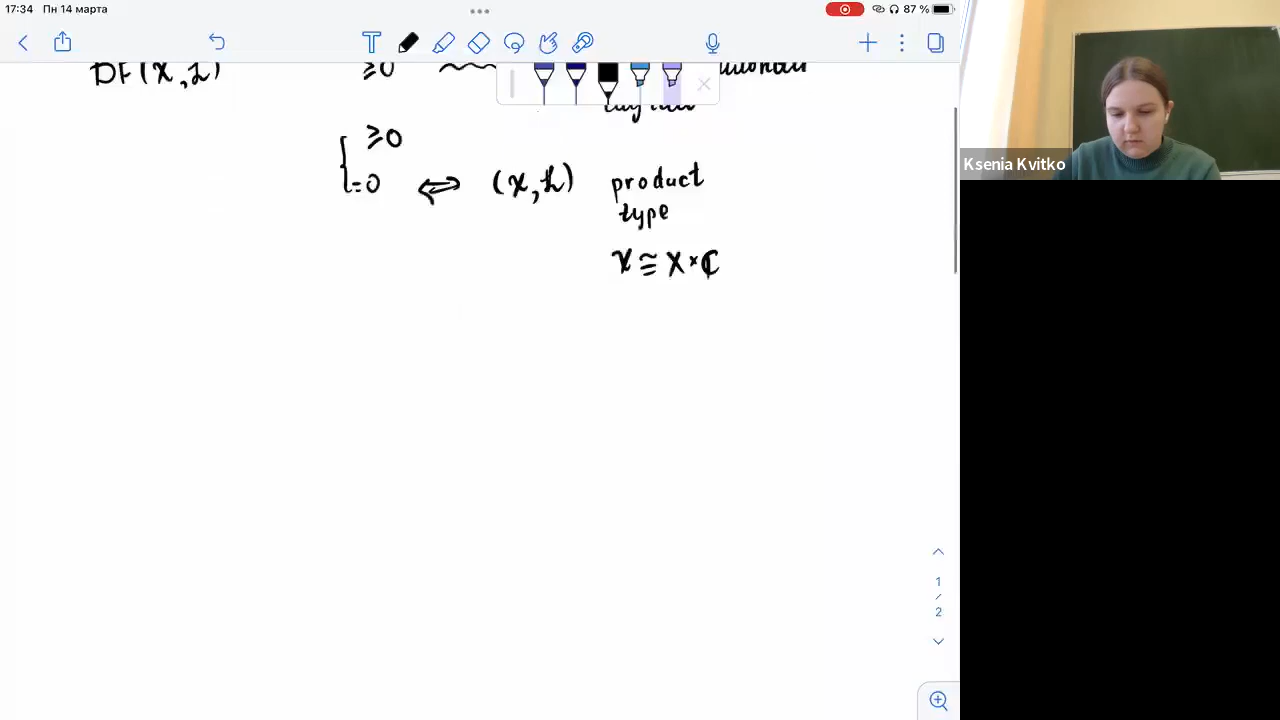 17:34 Пн 14 марта
87 %
DF(X,L) ≥0
≥0
=0 ⇔ (X,L) product
type
X ≅ X × ℂ
Ksenia Kvitko
1
/
2